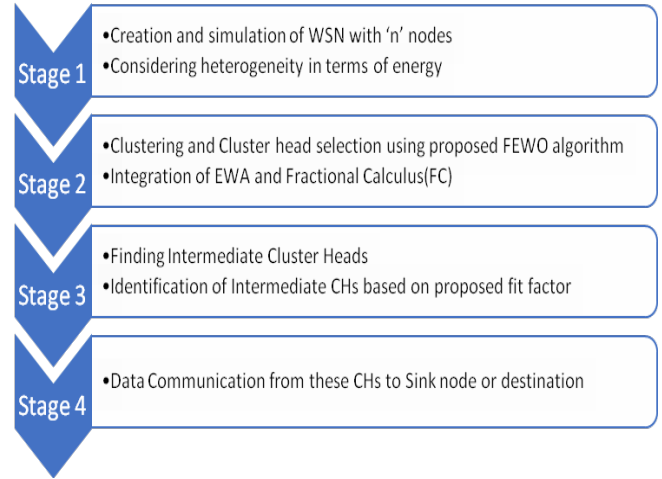 Stage 1
•Creation and simulation of WSN with ‘n’ nodes
•Considering heterogeneity in terms of energy
Stage 2
•Clustering and Cluster head selection using proposed FEWO algorithm
•Integration of EWA and Fractional Calculus(FC)
Stage 3
•Finding Intermediate Cluster Heads
•Identification of Intermediate CHs based on proposed fit factor
Stage 4
•Data Communication from these CHs to Sink node or destination